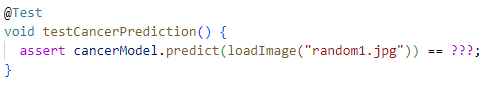 @Test
void testCancerPrediction() {
  assert cancerModel.predict(loadImage("random1.jpg")) == ???;
}